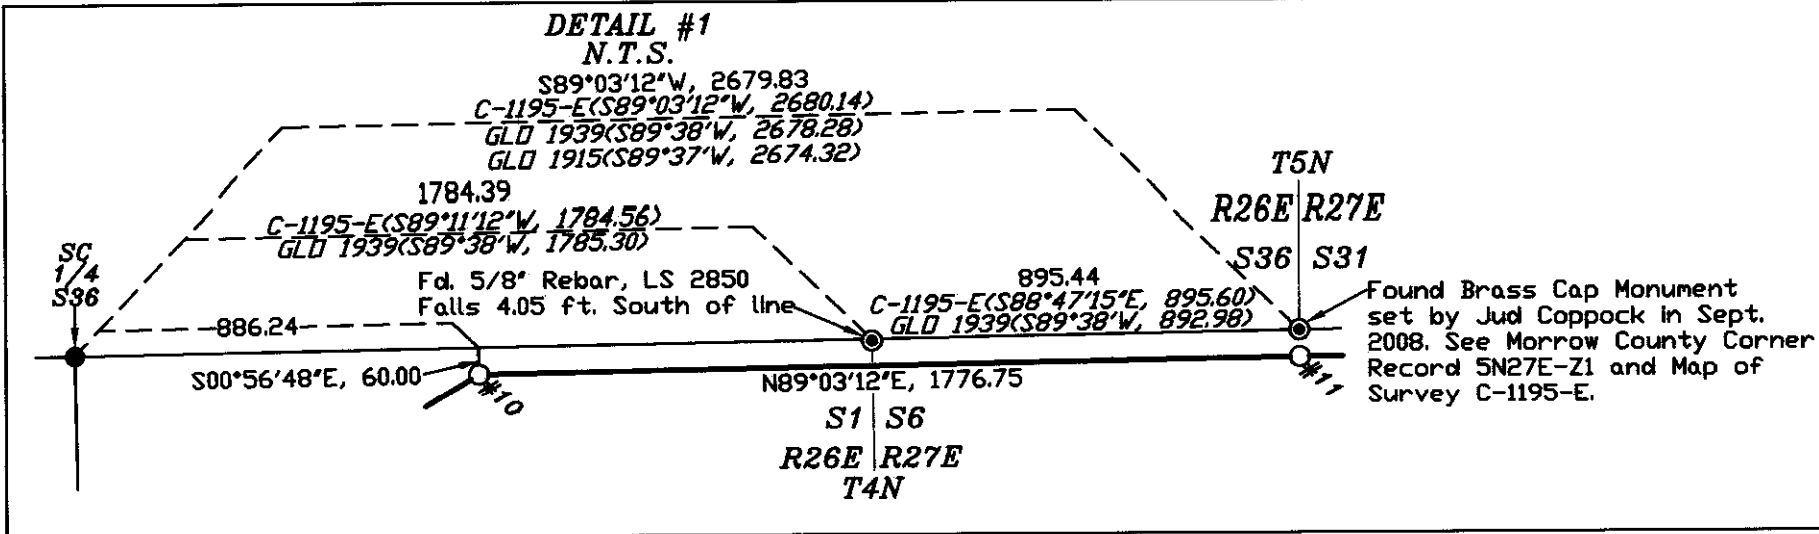 DETAIL #1
N.T.S.
S89°03'12"W, 2679.83
C-1195-E(S89°03'12"W, 2680.14)
GLO 1939(S89°38'W, 2678.28)
GLO 1915(S89°37'W, 2674.32)
1784.39
C-1195-E(S89°11'12"W, 1784.56)
GLO 1939(S89°38'W, 1785.30)
T5N
R26E R27E
S36 S31
SC
1/4
S36
Fd. 5/8" Rebar, LS 2850
Falls 4.05 ft. South of line
895.44
C-1195-E(S88°47'15"E, 895.60)
GLO 1939(S89°38'W, 892.98)
Found Brass Cap Monument
set by Jud Coppock in Sept.
2008. See Morrow County Corner
Record 5N27E-Z1 and Map of
Survey C-1195-E.
886.24
S00°56'48"E, 60.00
#10
N89°03'12"E, 1776.75
#11
S1 S6
R26E R27E
T4N